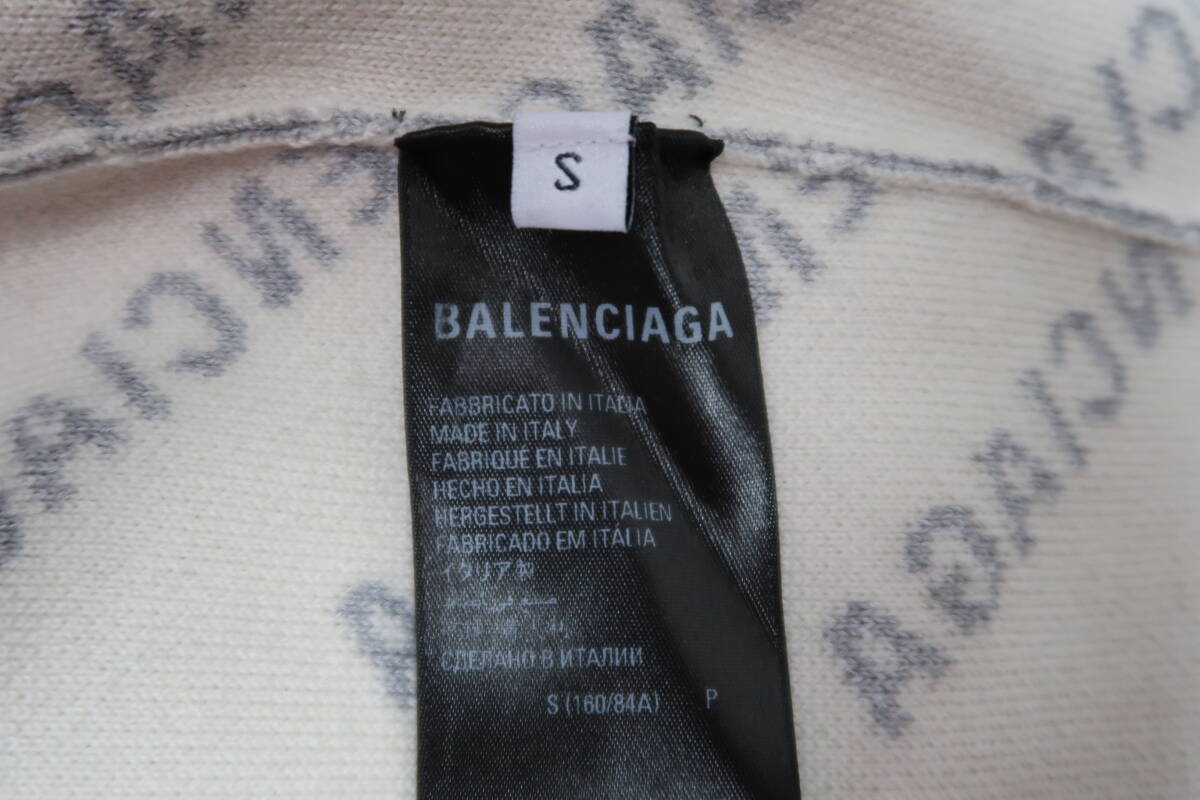 S
BALENCIAGA
FABBRICATO IN ITALIA
MADE IN ITALY
FABRIQUÉ EN ITALIE
HECHO EN ITALIA
HERGESTELLT IN ITALIEN
FABRICADO EM ITÁLIA
イタリア製
СДЕЛАНО В ИТАЛИИ
S (160/84A) P